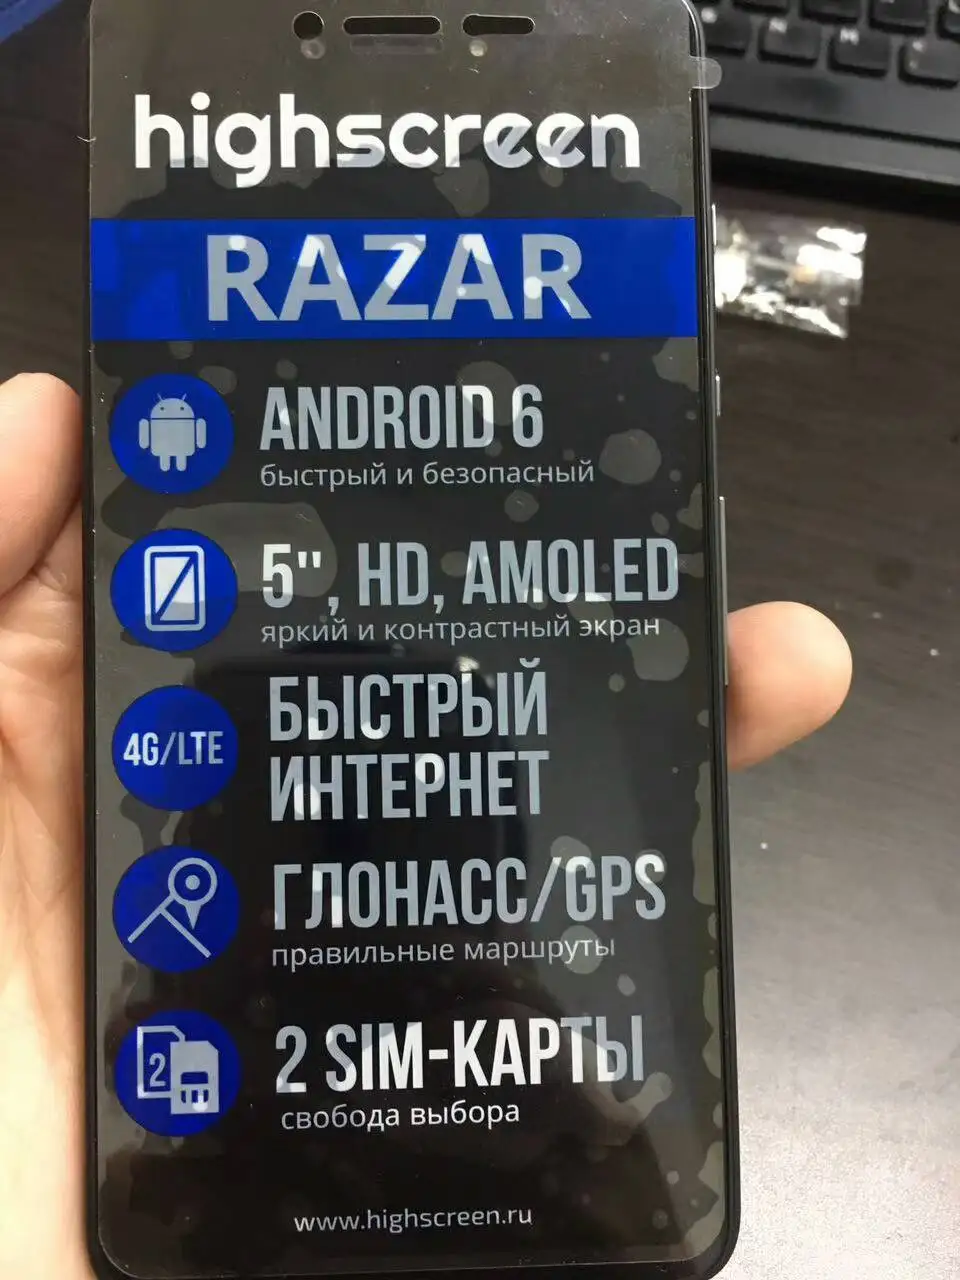 highscreen
RAZAR
ANDROID 6
быстрый и безопасный
5", HD, AMOLED
яркий и контрастный экран
4G/LTE
БЫСТРЫЙ
ИНТЕРНЕТ
ГЛОНАСС/GPS
правильные маршруты
2
2 SIM-КАРТЫ
свобода выбора
www.highscreen.ru